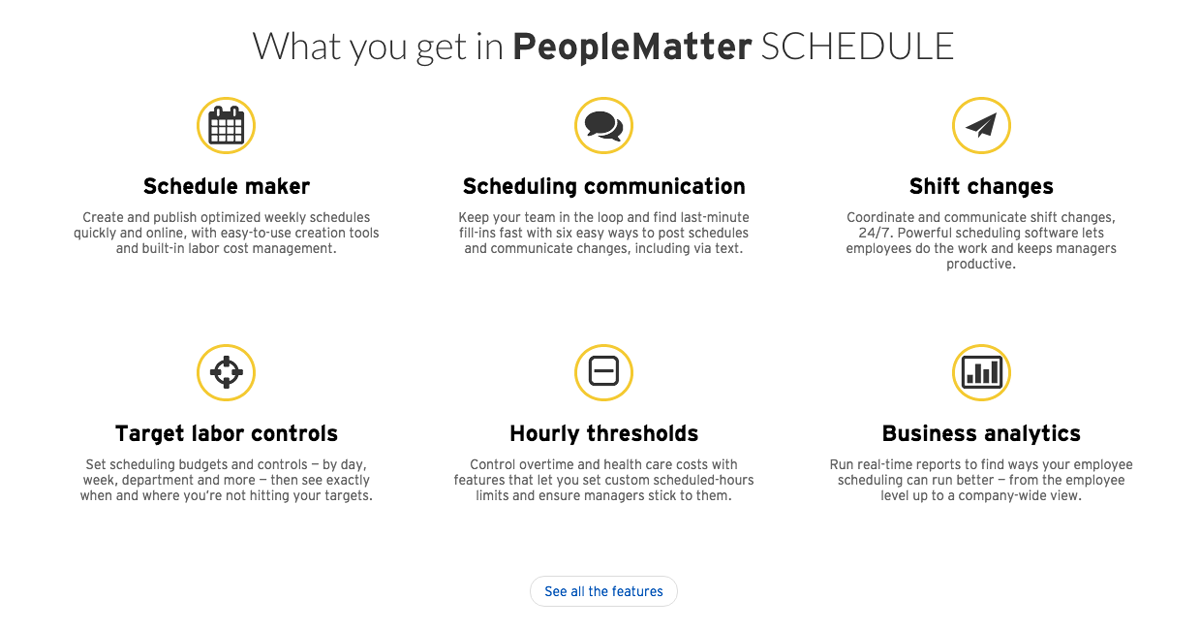 What you get in PeopleMatter SCHEDULE
Schedule maker
Create and publish optimized weekly schedules
quickly and online, with easy-to-use creation tools
and built-in labor cost management.
Scheduling communication
Keep your team in the loop and find last-minute
fill-ins fast with six easy ways to post schedules
and communicate changes, including via text.
Shift changes
Coordinate and communicate shift changes,
24/7. Powerful scheduling software lets
employees do the work and keeps managers
productive.
Target labor controls
Set scheduling budgets and controls – by day,
week, department and more – then see exactly
when and where you're not hitting your targets.
Hourly thresholds
Control overtime and health care costs with
features that let you set custom scheduled-hours
limits and ensure managers stick to them.
Business analytics
Run real-time reports to find ways your employee
scheduling can run better – from the employee
level up to a company-wide view.
See all the features